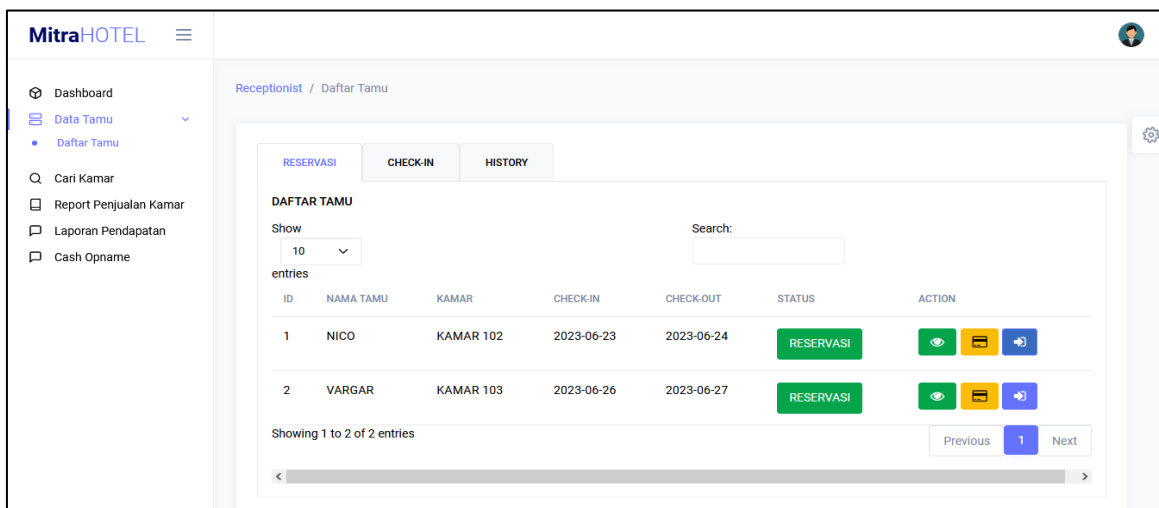 MitraHOTEL
Receptionist / Daftar Tamu
Dashboard
Data Tamu
Daftar Tamu
Cari Kamar
Report Penjualan Kamar
Laporan Pendapatan
Cash Opname
RESERVASI CHECK-IN HISTORY
DAFTAR TAMU
Show
10
entries
Search:
ID NAMA TAMU KAMAR CHECK-IN CHECK-OUT STATUS ACTION
1 NICO KAMAR 102 2023-06-23 2023-06-24 RESERVASI
2 VARGAR KAMAR 103 2023-06-26 2023-06-27 RESERVASI
Showing 1 to 2 of 2 entries
Previous 1 Next